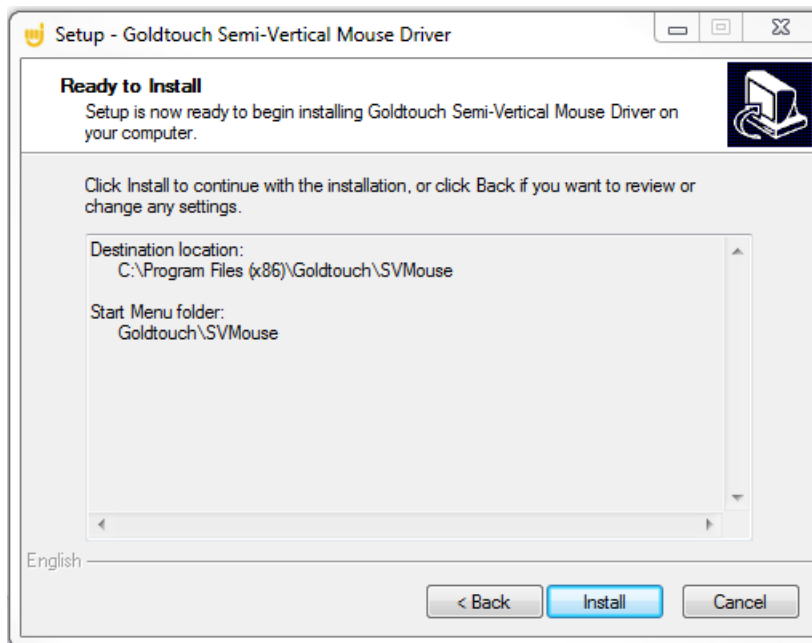 Setup - Goldtouch Semi-Vertical Mouse Driver
Ready to Install
Setup is now ready to begin installing Goldtouch Semi-Vertical Mouse Driver on
your computer.
Click Install to continue with the installation, or click Back if you want to review or
change any settings.
Destination location:
C:\Program Files (x86)\Goldtouch\SVMouse
Start Menu folder:
Goldtouch\SVMouse
English
< Back Install Cancel